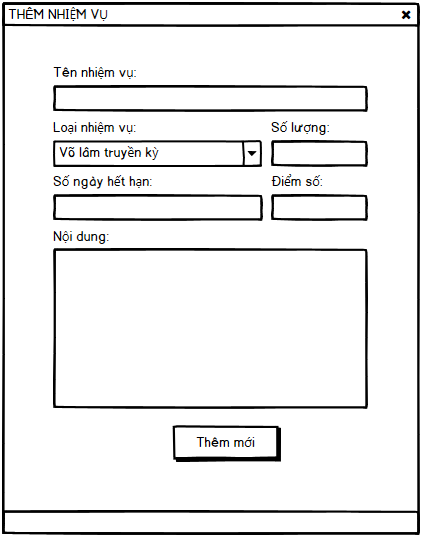 THÊM NHIỆM VỤ
Tên nhiệm vụ:
Loại nhiệm vụ: Số lượng:
Võ lâm truyền kỳ
Số ngày hết hạn: Điểm số:
Nội dung:
Thêm mới